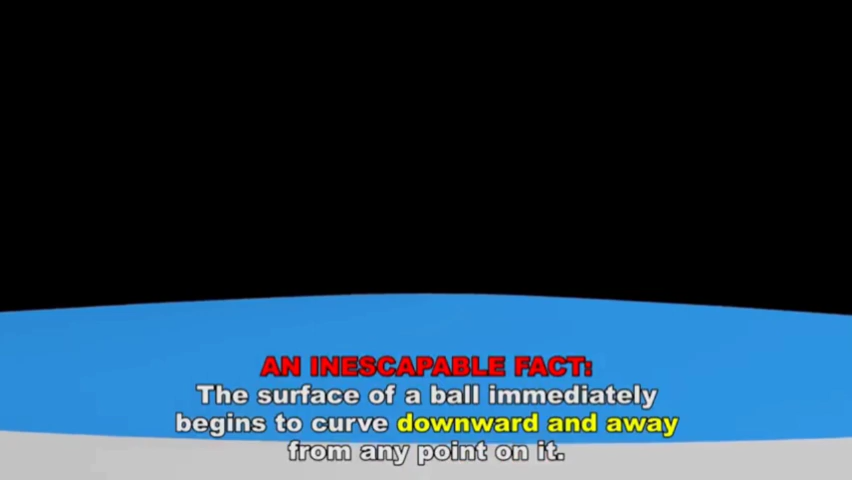 AN INESCAPABLE FACT:
The surface of a ball immediately
begins to curve downward and away
from any point on it.